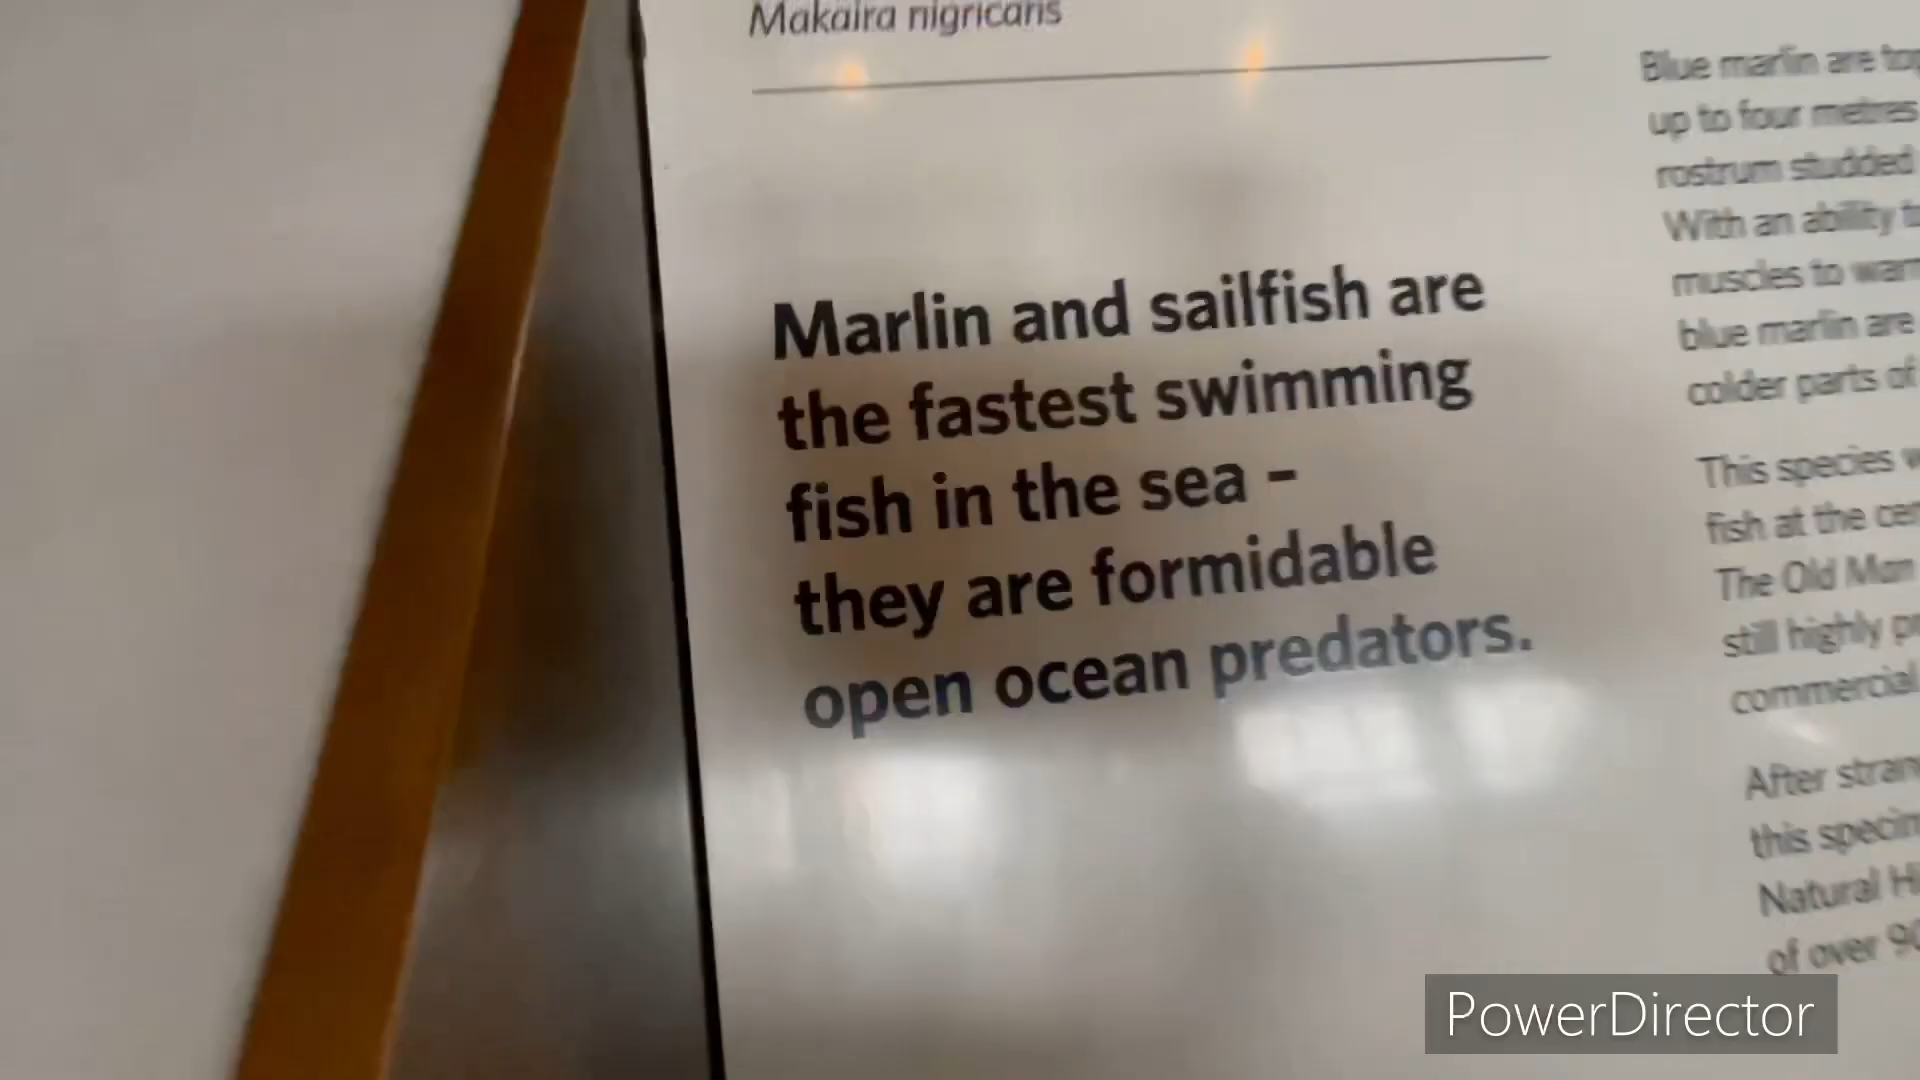 Makaira nigricans
Marlin and sailfish are
the fastest swimming
fish in the sea –
they are formidable
open ocean predators.
Blue marlin are
up to four metres
rostrum studded
With an ability
muscles to
blue marlin are
colder parts of
This species
fish at the
The Old Man
still highly
commercial
After
this
Natural
of over
PowerDirector